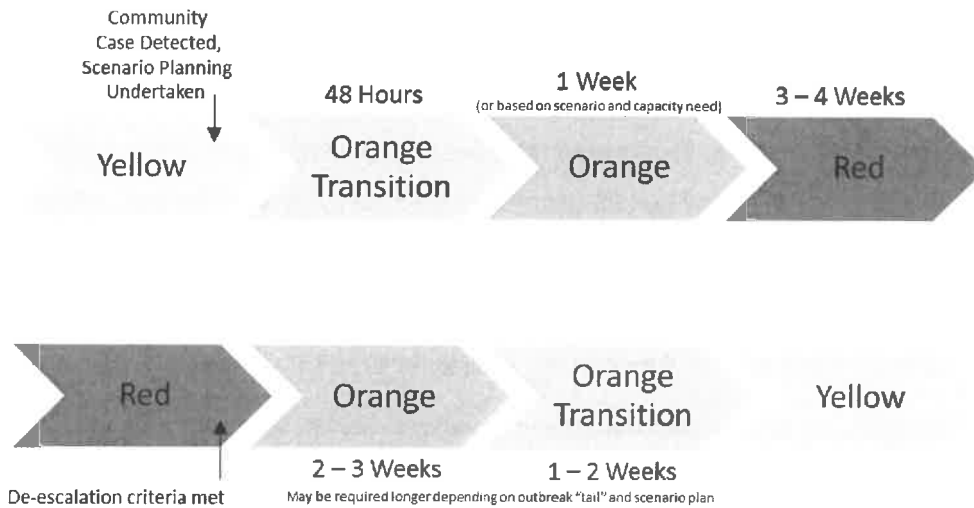 Community
Case Detected,
Scenario Planning
Undertaken
48 Hours
1 Week
(or based on scenario and capacity need)
3 – 4 Weeks
Yellow
Orange
Transition
Orange
Red
Red
Orange
Orange
Transition
Yellow
De-escalation criteria met
2 – 3 Weeks
1 – 2 Weeks
May be required longer depending on outbreak "tail" and scenario plan